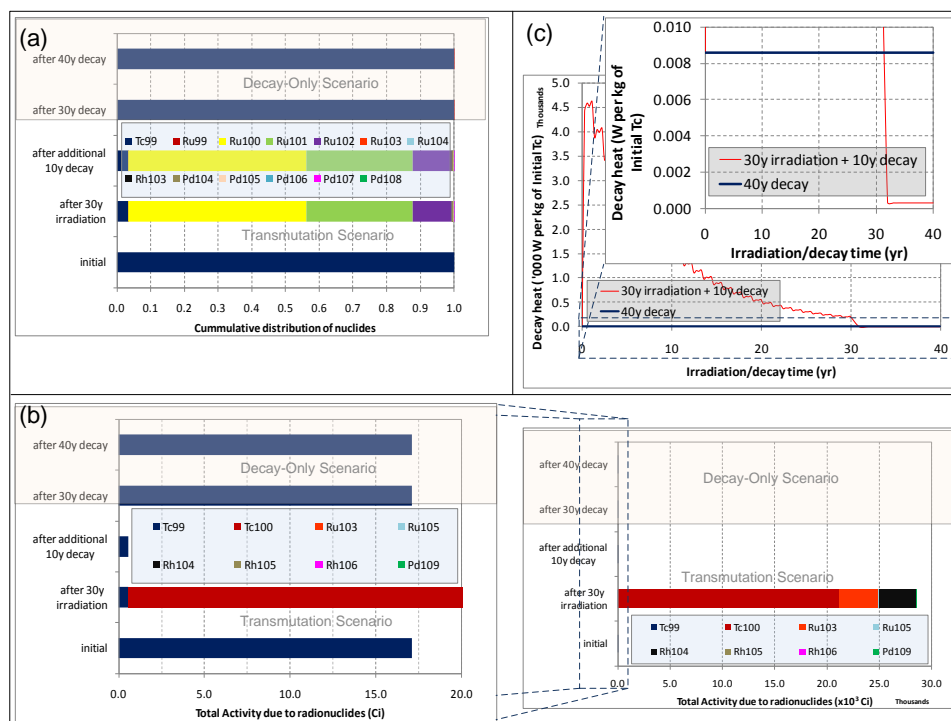 (a)
after 40y decay
Decay-Only Scenario
after 30y decay
Tc99 Ru99 Ru100 Ru101 Ru102 Ru103 Ru104
after additional
10y decay
Rh103 Pd104 Pd105 Pd106 Pd107 Pd108
after 30y
irradiation
Transmutation Scenario
initial
0.0 0.1 0.2 0.3 0.4 0.5 0.6 0.7 0.8 0.9 1.0
Cummulative distribution of nuclides
(c)
Decay heat (W per kg of
Initial Tc)
0.010
0.008
0.006
0.004
0.002
0.000
30y irradiation + 10y decay
40y decay
0 10 20 30 40
Irradiation/decay time (yr)
Decay heat ('000 W per kg of Initial Tc)
Thousands
5.0
4.5
4.0
3.5
3.0
2.5
2.0
1.5
1.0
0.5
0.0
30y irradiation + 10y decay
40y decay
0 10 20 30 40
Irradiation/decay time (yr)
(b)
after 40y decay
Decay-Only Scenario
after 30y decay
after additional
10y decay
Tc99 Tc100 Ru103 Ru105
Rh104 Rh105 Rh106 Pd109
after 30y
irradiation
Transmutation Scenario
initial
0.0 5.0 10.0 15.0 20.0
Total Activity due to radionuclides (Ci)
after 40y decay
Decay-Only Scenario
after 30y decay
after additional
10y decay
Transmutation Scenario
after 30y
irradiation
Tc99 Tc100 Ru103 Ru105
initial
Rh104 Rh105 Rh106 Pd109
0.0 5.0 10.0 15.0 20.0 25.0 30.0
Total Activity due to radionuclides (x10³ Ci)
Thousands